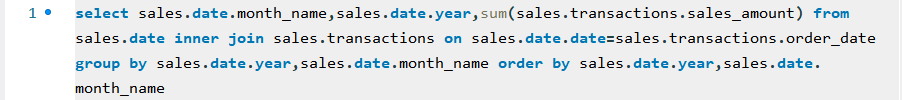 1 select sales.date.month_name,sales.date.year,sum(sales.transactions.sales_amount) from
sales.date inner join sales.transactions on sales.date.date=sales.transactions.order_date
group by sales.date.year,sales.date.month_name order by sales.date.year,sales.date.
month_name